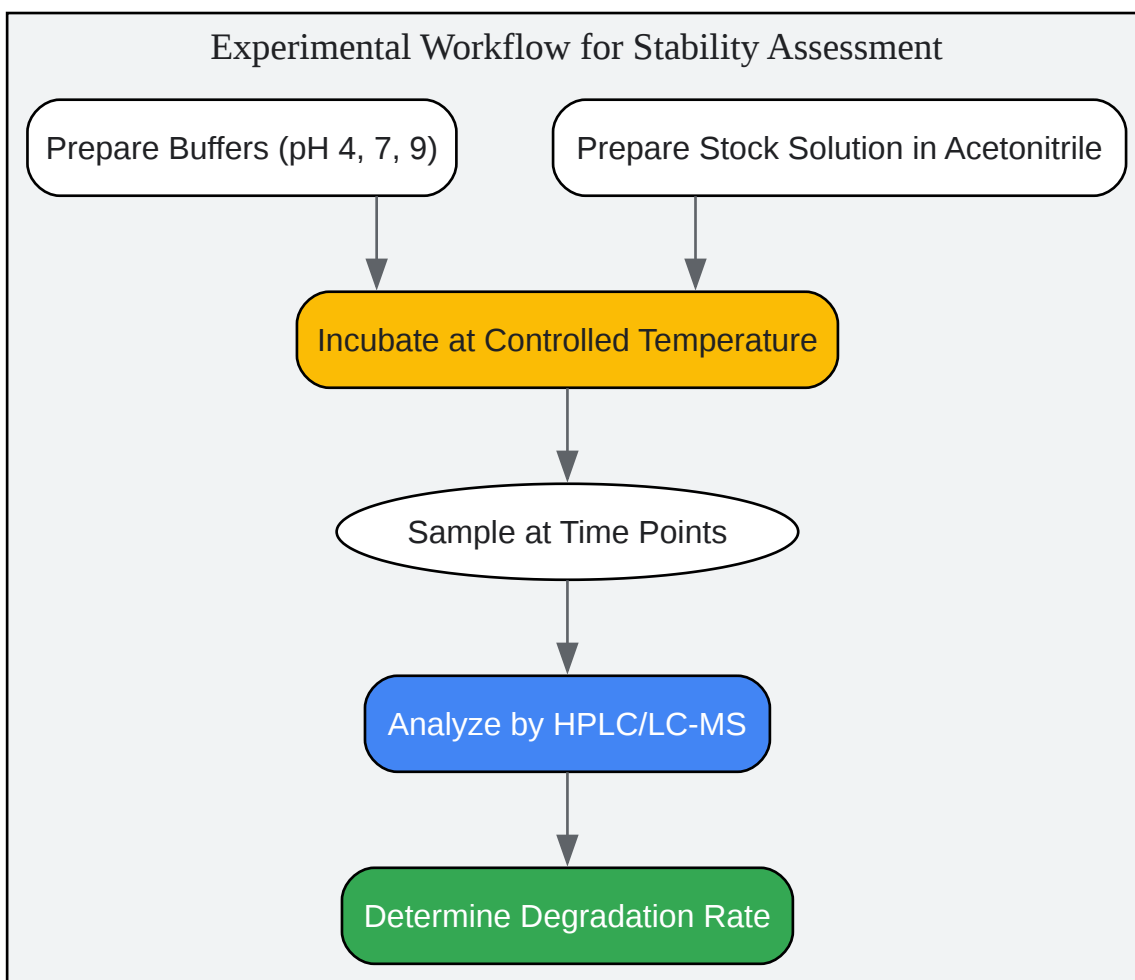 Experimental Workflow for Stability Assessment
Prepare Buffers (pH 4, 7, 9)
Prepare Stock Solution in Acetonitrile
Incubate at Controlled Temperature
Sample at Time Points
Analyze by HPLC/LC-MS
Determine Degradation Rate